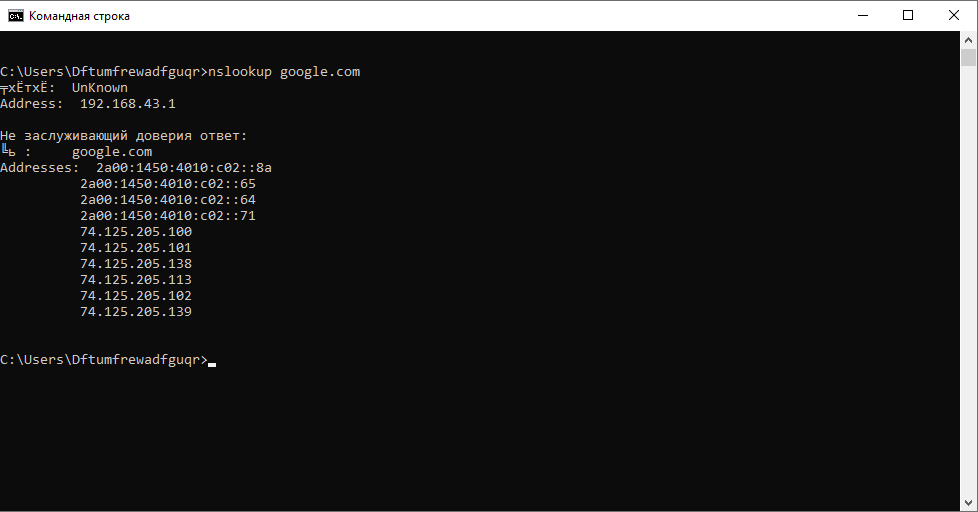 Командная строка
C:\Users\Dftumfrewadfguqr>nslookup google.com
╤хЁтхЁ:  UnKnown
Address:  192.168.43.1
Не заслуживающий доверия ответ:
╚ь :     google.com
Addresses:  2a00:1450:4010:c02::8a
          2a00:1450:4010:c02::65
          2a00:1450:4010:c02::64
          2a00:1450:4010:c02::71
          74.125.205.100
          74.125.205.101
          74.125.205.138
          74.125.205.113
          74.125.205.102
          74.125.205.139
C:\Users\Dftumfrewadfguqr>